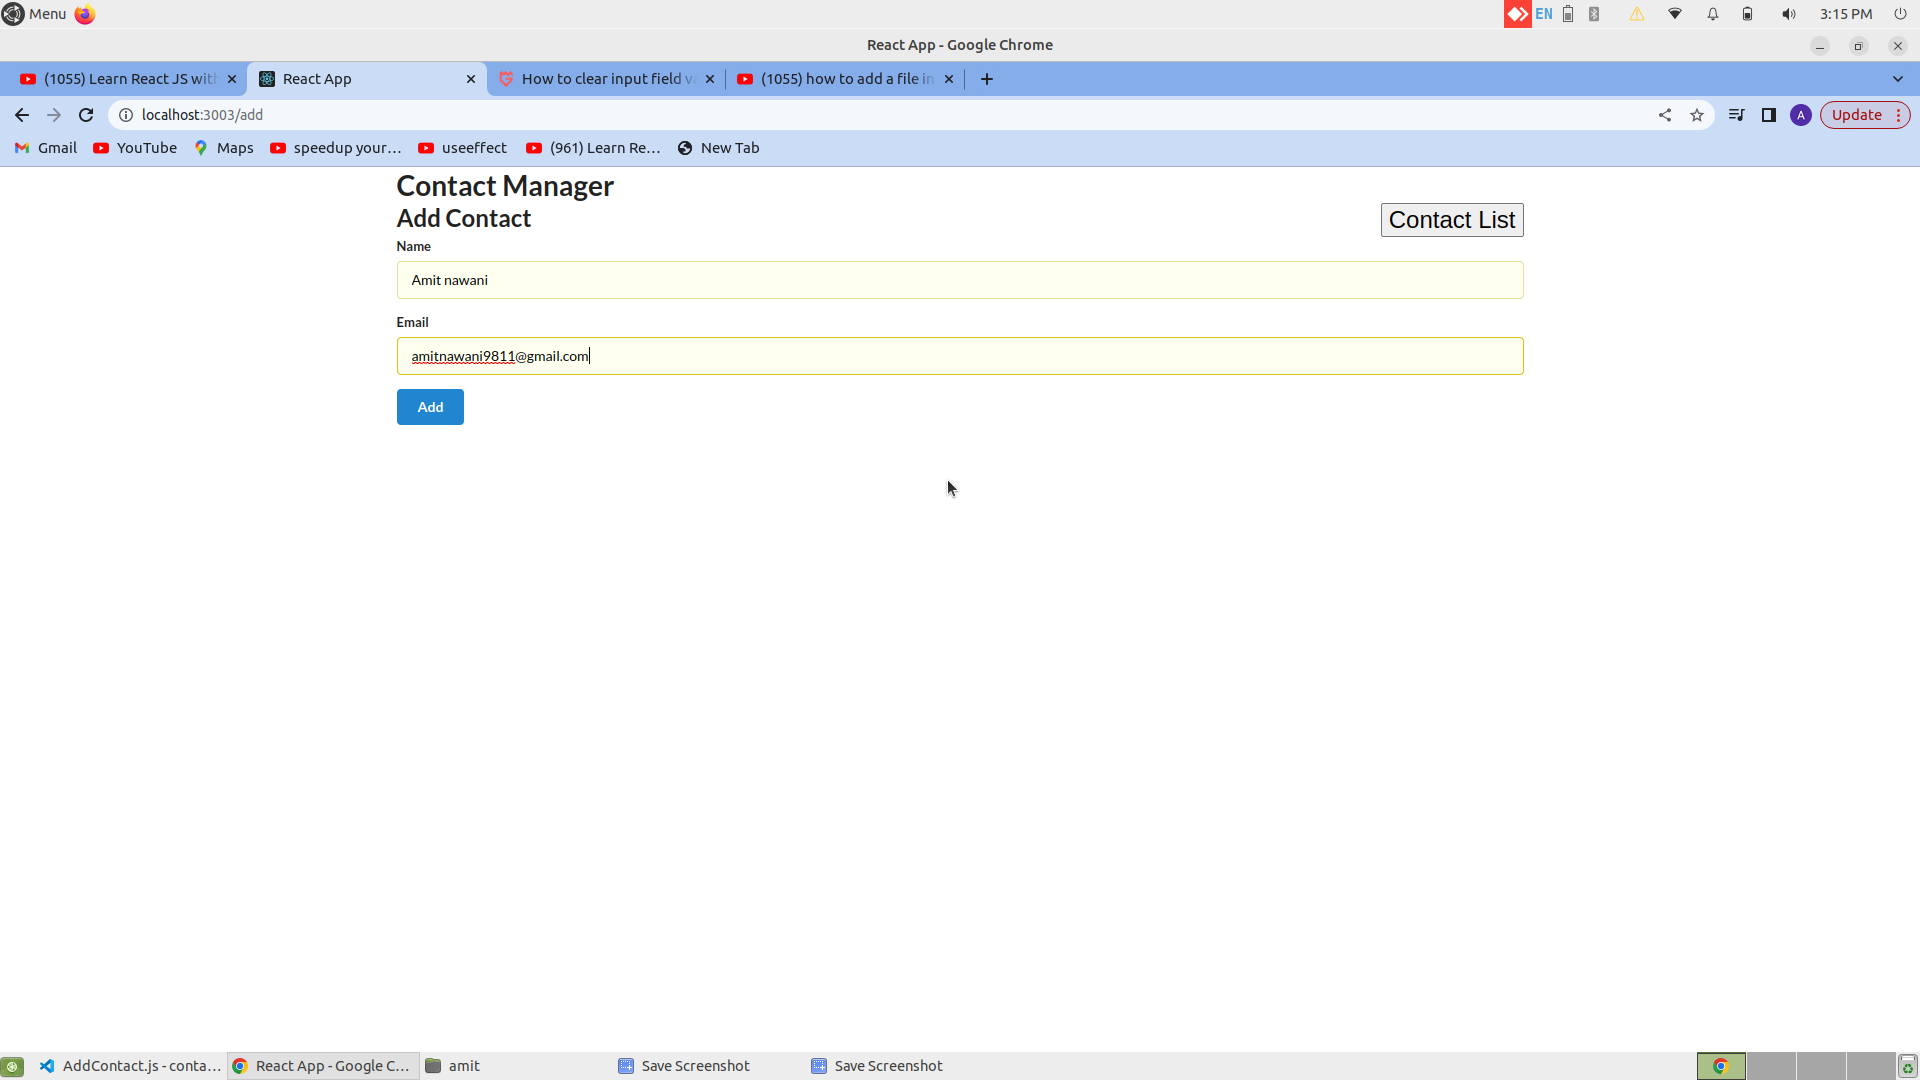 Menu
EN
3:15 PM
React App - Google Chrome
(1055) Learn React JS with
React App
How to clear input field va
(1055) how to add a file in
localhost:3003/add
A
Update
Gmail
YouTube
Maps
speedup your...
useeffect
(961) Learn Re...
New Tab
Contact Manager
Add Contact
Contact List
Name
Amit nawani
Email
amitnawani9811@gmail.com
Add
AddContact.js - conta...
React App - Google C...
amit
Save Screenshot
Save Screenshot